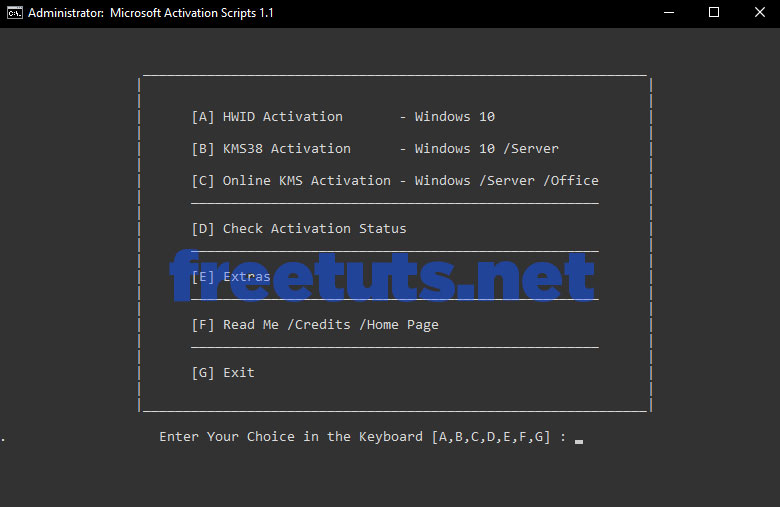 Administrator: Microsoft Activation Scripts 1.1
[A] HWID Activation - Windows 10
[B] KMS38 Activation - Windows 10 /Server
[C] Online KMS Activation - Windows /Server /Office
[D] Check Activation Status
freetuts.net
[E] Extras
[F] Read Me /Credits /Home Page
[G] Exit
. Enter Your Choice in the Keyboard [A,B,C,D,E,F,G] : _